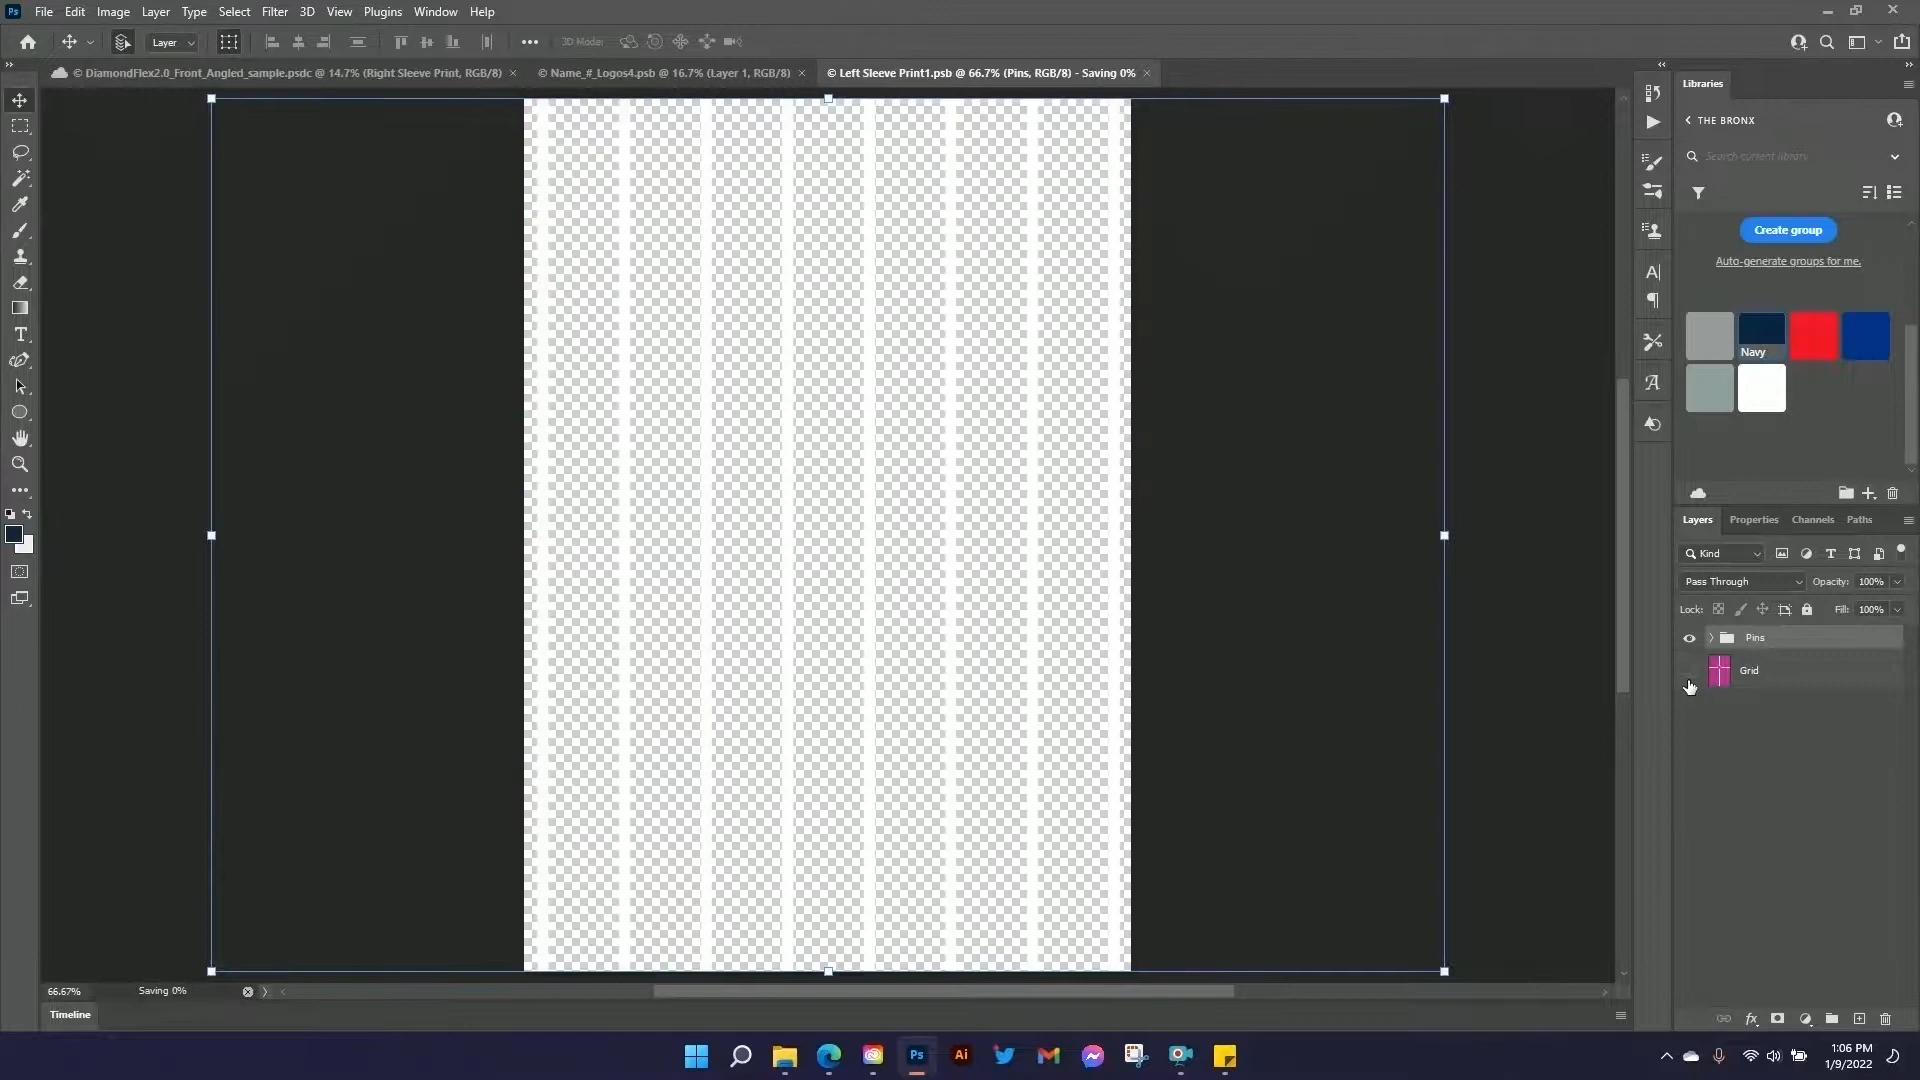 Ps File Edit Image Layer Type Select Filter 3D View Plugins Window Help
Layer 3D Mode:
© DiamondFlex2.0_Front_Angled_sample.psdc @ 14.7% (Right Sleeve Print, RGB/8) × © Name_#_Logos4.psb @ 16.7% (Layer 1, RGB/8) × © Left Sleeve Print1.psb @ 66.7% (Pins, RGB/8) - Saving 0% ×
Libraries
THE BRONX
Search current library
Create group
Auto-generate groups for me.
Navy
Layers Properties Channels Paths
Kind
Pass Through Opacity: 100%
Lock: Fill: 100%
Pins
Grid
66.67% Saving 0%
Timeline
Ps Ai
1:06 PM
1/9/2022